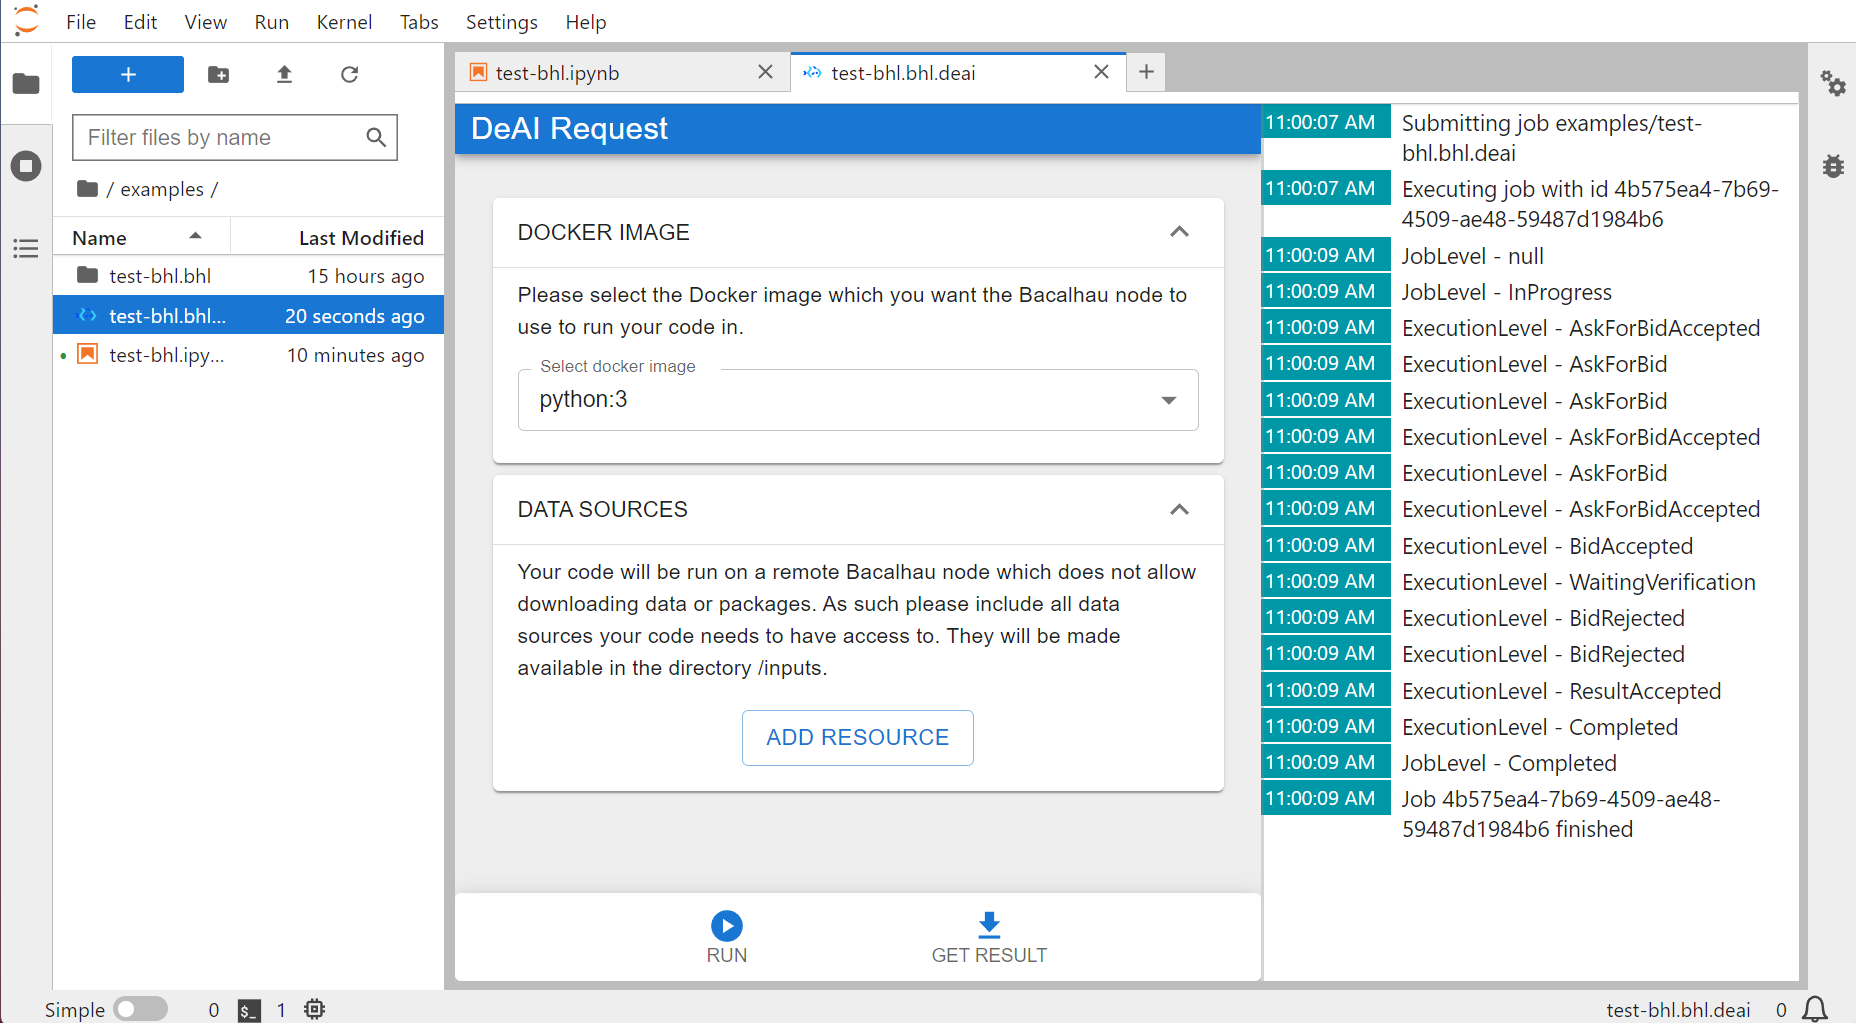 File Edit View Run Kernel Tabs Settings Help
Filter files by name
/ examples /
Name Last Modified
test-bhl.bhl 15 hours ago
test-bhl.bhl... 20 seconds ago
test-bhl.ipy... 10 minutes ago
test-bhl.ipynb test-bhl.bhl.deai
DeAI Request
DOCKER IMAGE
Please select the Docker image which you want the Bacalhau node to
use to run your code in.
Select docker image
python:3
DATA SOURCES
Your code will be run on a remote Bacalhau node which does not allow
downloading data or packages. As such please include all data
sources your code needs to have access to. They will be made
available in the directory /inputs.
ADD RESOURCE
RUN GET RESULT
11:00:07 AM Submitting job examples/test-
bhl.bhl.deai
11:00:07 AM Executing job with id 4b575ea4-7b69-
4509-ae48-59487d1984b6
11:00:09 AM JobLevel - null
11:00:09 AM JobLevel - InProgress
11:00:09 AM ExecutionLevel - AskForBidAccepted
11:00:09 AM ExecutionLevel - AskForBid
11:00:09 AM ExecutionLevel - AskForBid
11:00:09 AM ExecutionLevel - AskForBidAccepted
11:00:09 AM ExecutionLevel - AskForBid
11:00:09 AM ExecutionLevel - AskForBidAccepted
11:00:09 AM ExecutionLevel - BidAccepted
11:00:09 AM ExecutionLevel - WaitingVerification
11:00:09 AM ExecutionLevel - BidRejected
11:00:09 AM ExecutionLevel - BidRejected
11:00:09 AM ExecutionLevel - ResultAccepted
11:00:09 AM ExecutionLevel - Completed
11:00:09 AM JobLevel - Completed
11:00:09 AM Job 4b575ea4-7b69-4509-ae48-
59487d1984b6 finished
Simple 0 $_ 1 test-bhl.bhl.deai 0